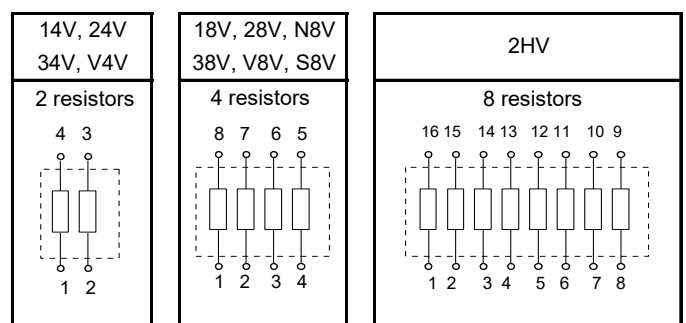 14V, 24V
34V, V4V
2 resistors
4 3
1 2
18V, 28V, N8V
38V, V8V, S8V
4 resistors
8 7 6 5
1 2 3 4
2HV
8 resistors
16 15 14 13 12 11 10 9
1 2 3 4 5 6 7 8